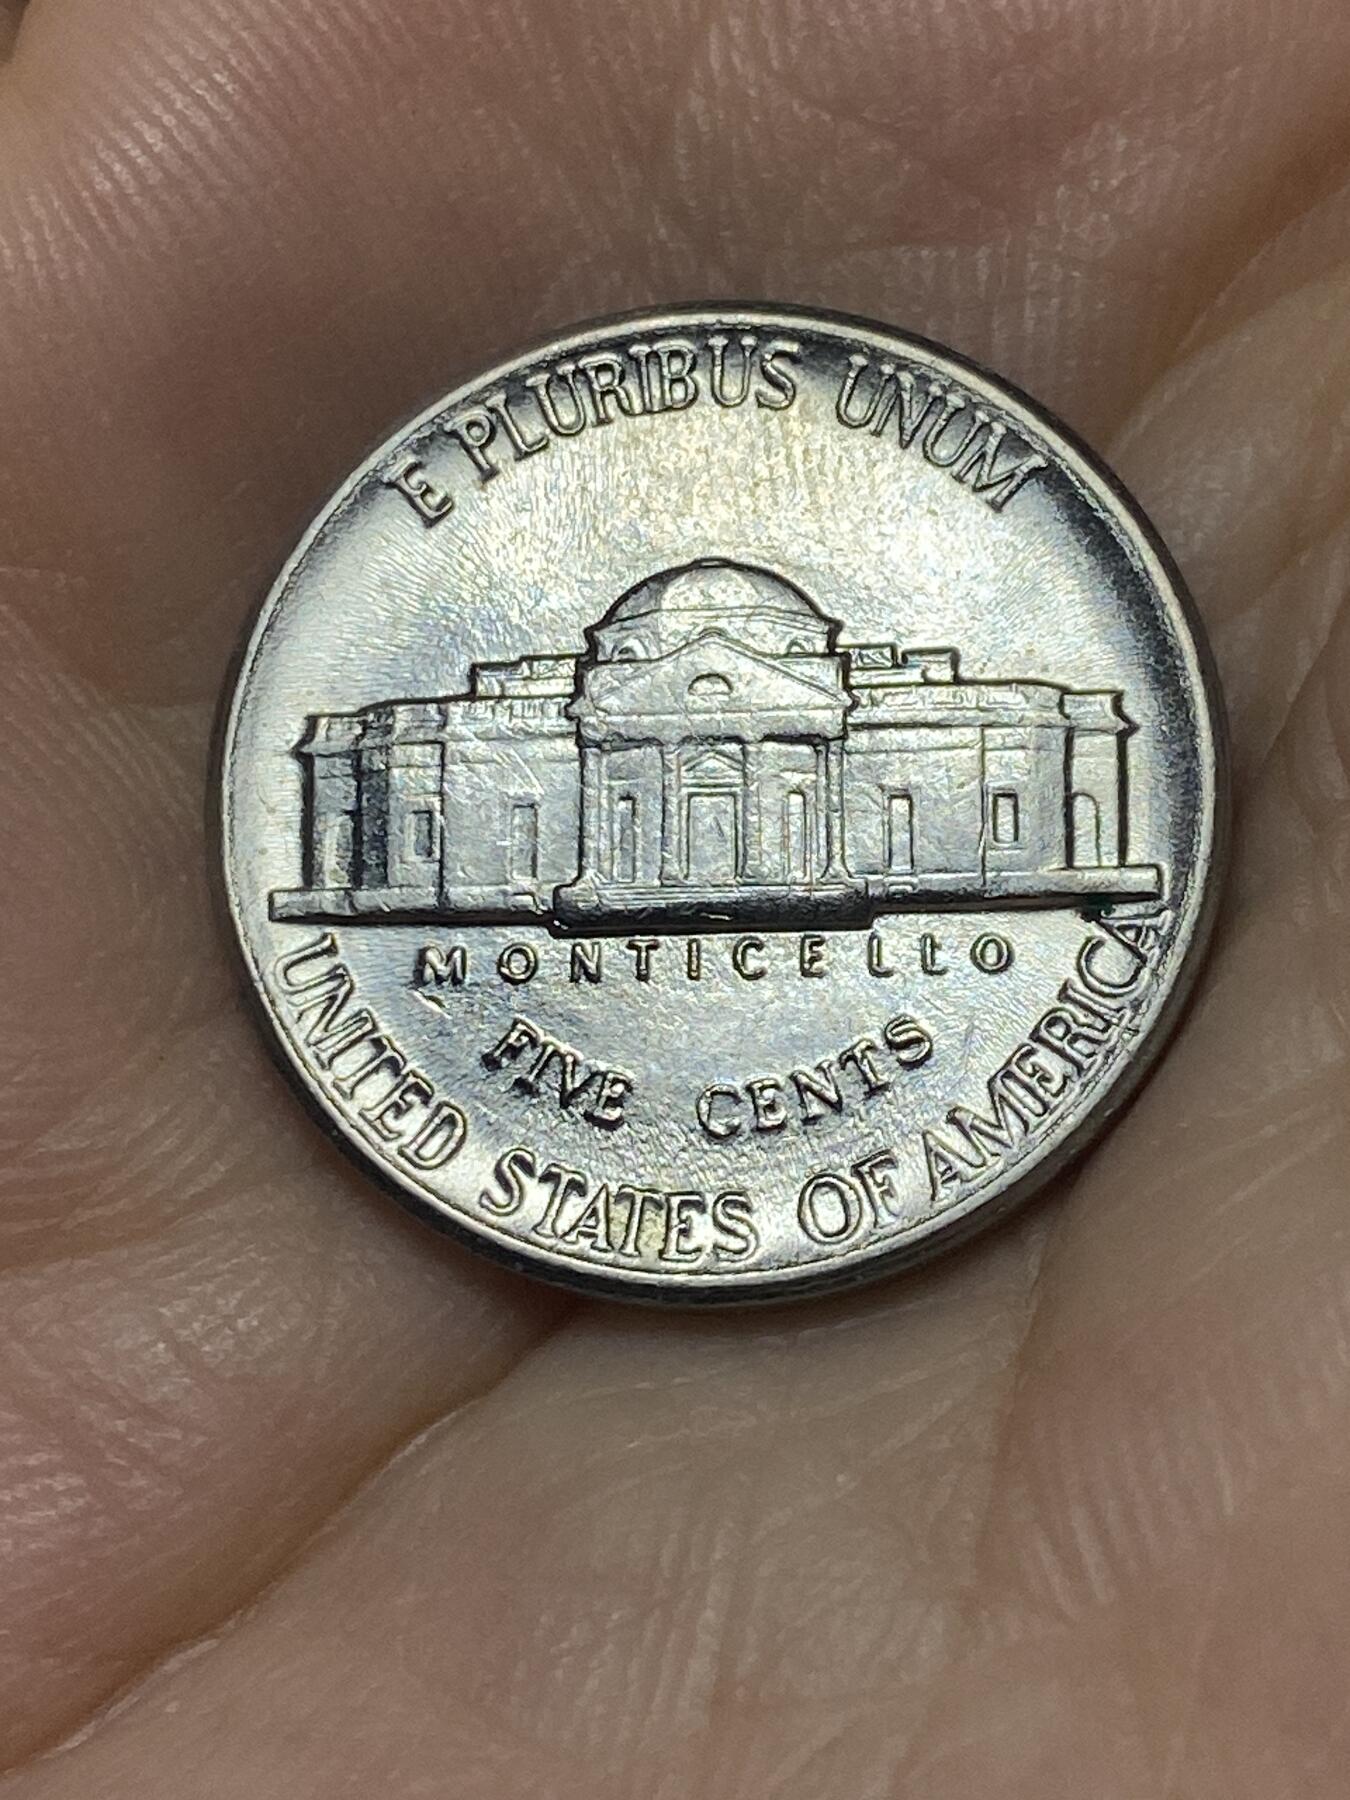 E PLURIBUS UNUM
MONTICELLO
FIVE CENTS
UNITED STATES OF AMERICA